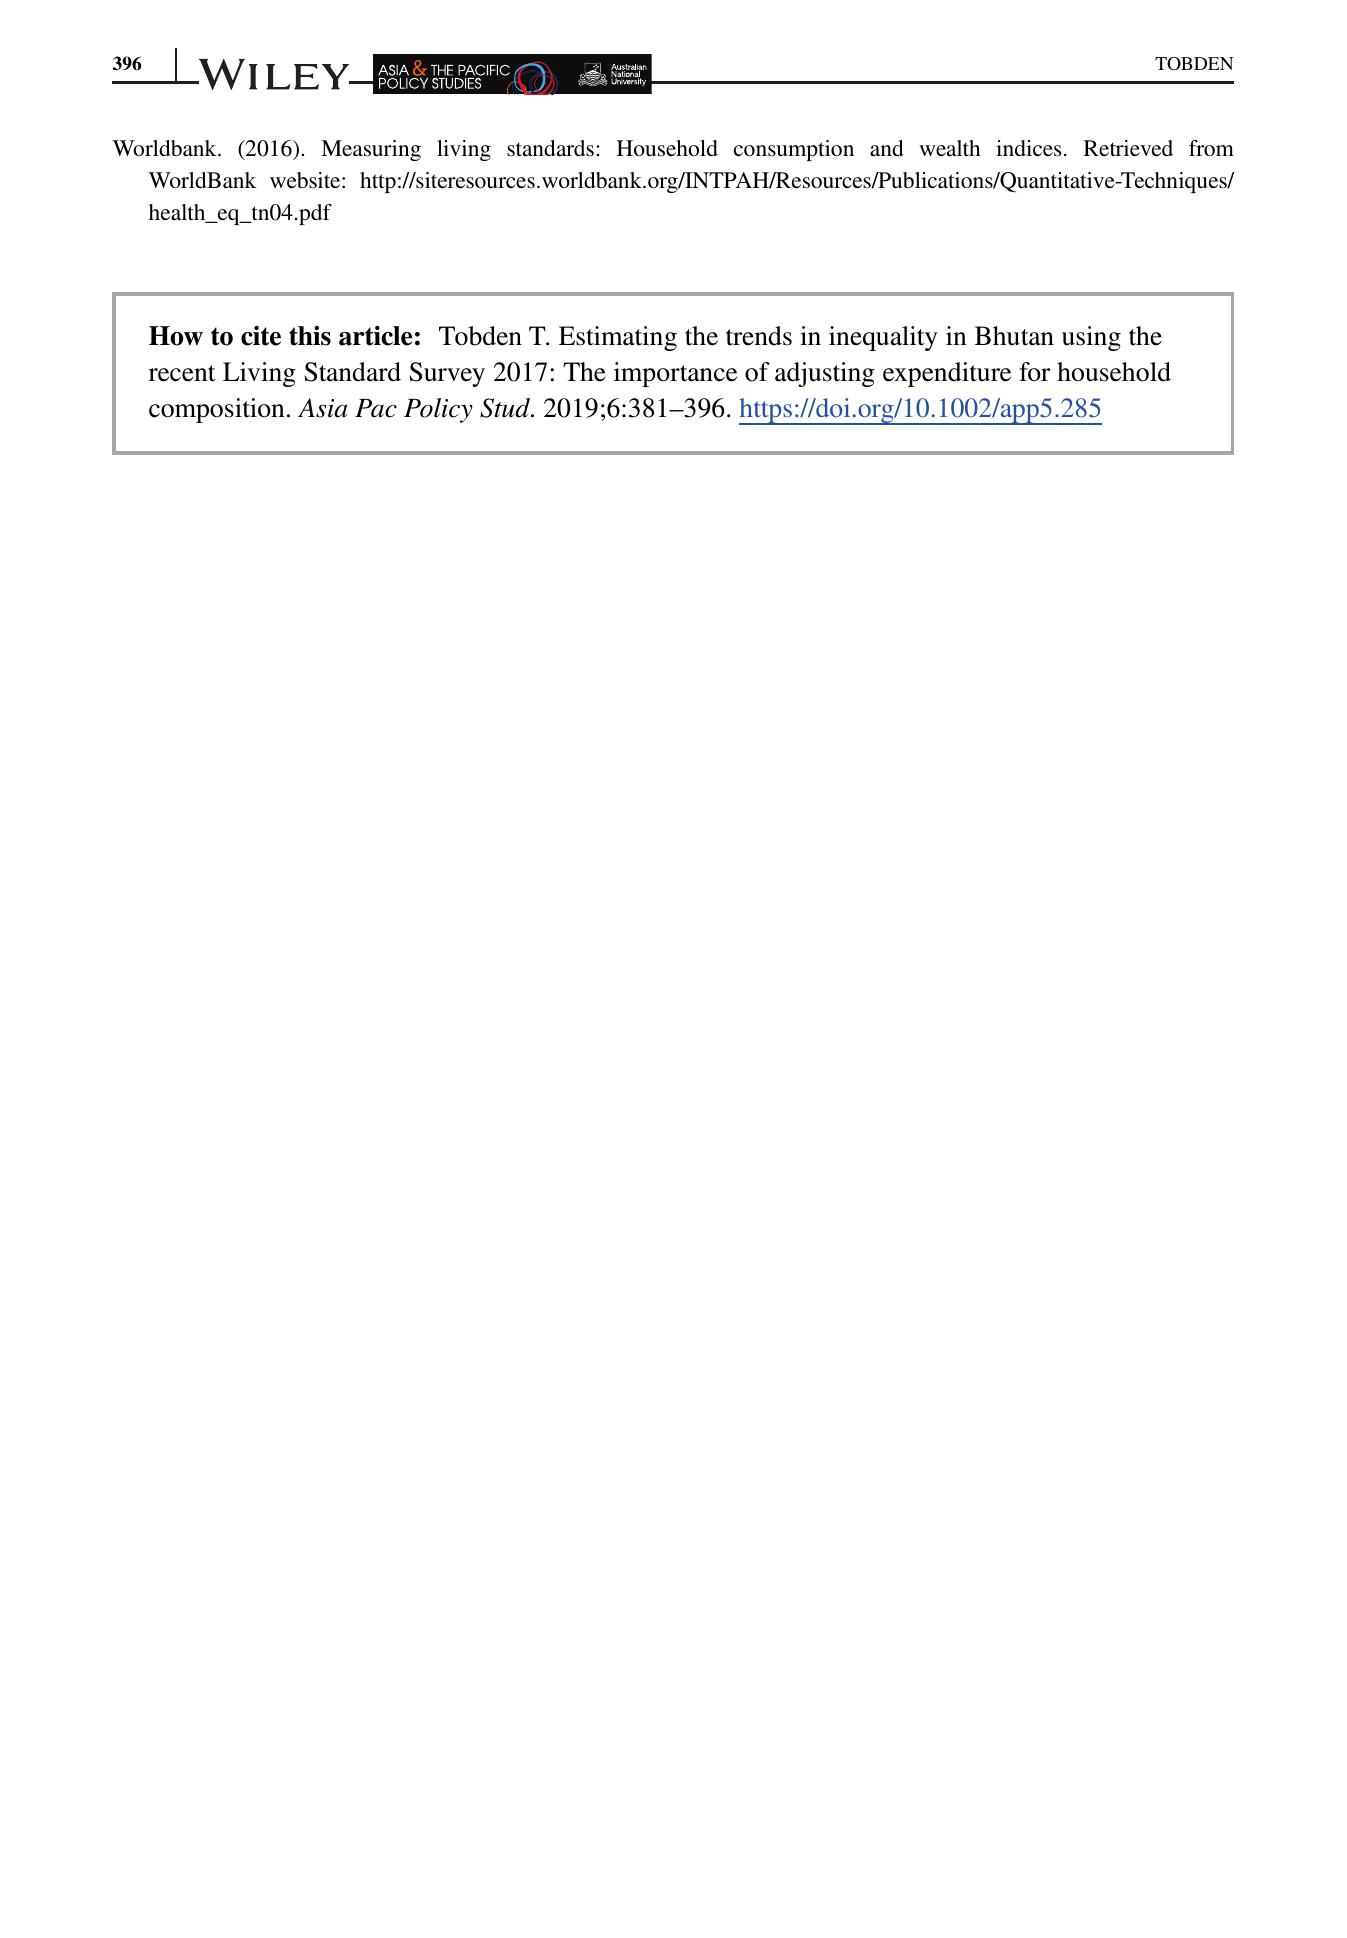 396
WILEY
ASIA & THE PACIFIC
POLICY STUDIES
Australian
National
University
TOBDEN
Worldbank. (2016). Measuring living standards: Household consumption and wealth indices. Retrieved from
WorldBank website: http://siteresources.worldbank.org/INTPAH/Resources/Publications/Quantitative-Techniques/
health_eq_tn04.pdf
How to cite this article: Tobden T. Estimating the trends in inequality in Bhutan using the
recent Living Standard Survey 2017: The importance of adjusting expenditure for household
composition. Asia Pac Policy Stud. 2019;6:381–396. https://doi.org/10.1002/app5.285